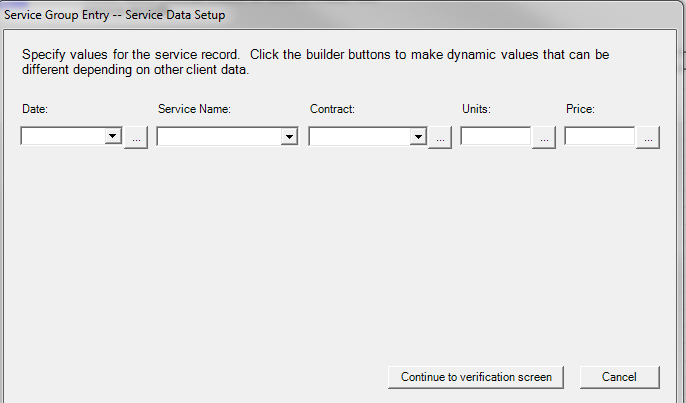 Service Group Entry -- Service Data Setup
Specify values for the service record.  Click the builder buttons to make dynamic values that can be
different depending on other client data.
Date: Service Name: Contract: Units: Price:
... ... ... ...
Continue to verification screen Cancel